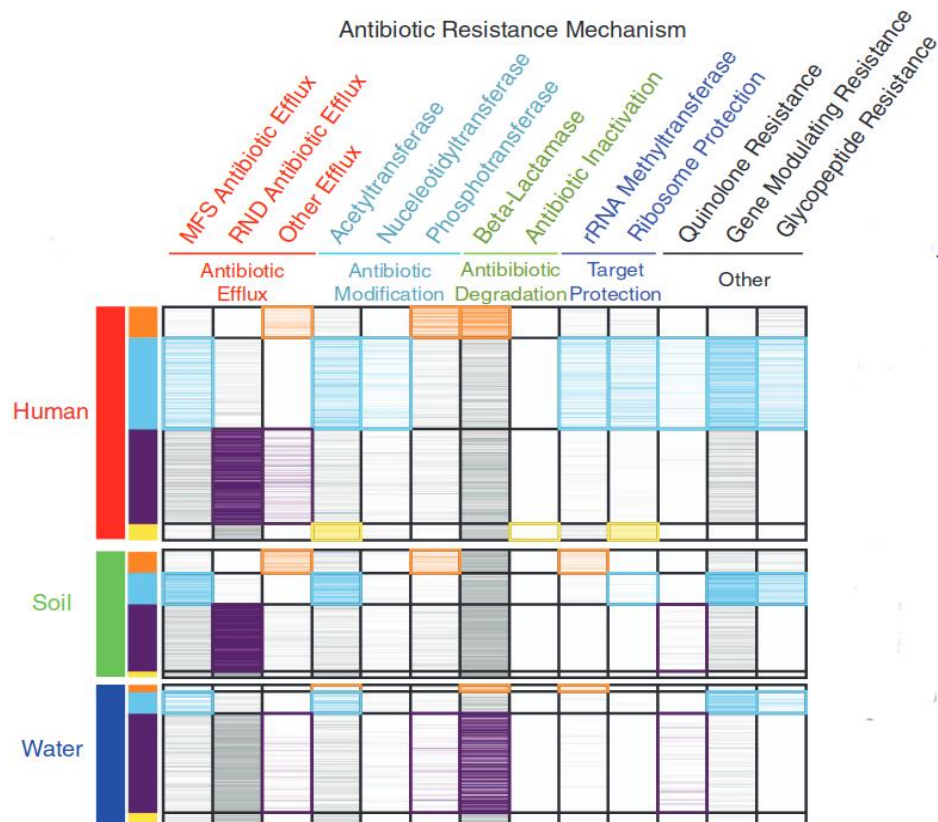 Antibiotic Resistance Mechanism
MFS Antibiotic Efflux
RND Antibiotic Efflux
Other Efflux
Acetyltransferase
Nuceleotidyltransferase
Phosphotransferase
Beta-Lactamase
Antibiotic Inactivation
rRNA Methyltransferase
Ribosome Protection
Quinolone Resistance
Gene Modulating Resistance
Glycopeptide Resistance
Antibiotic
Efflux
Antibiotic
Modification
Antibibiotic
Degradation
Target
Protection
Other
Human
Soil
Water